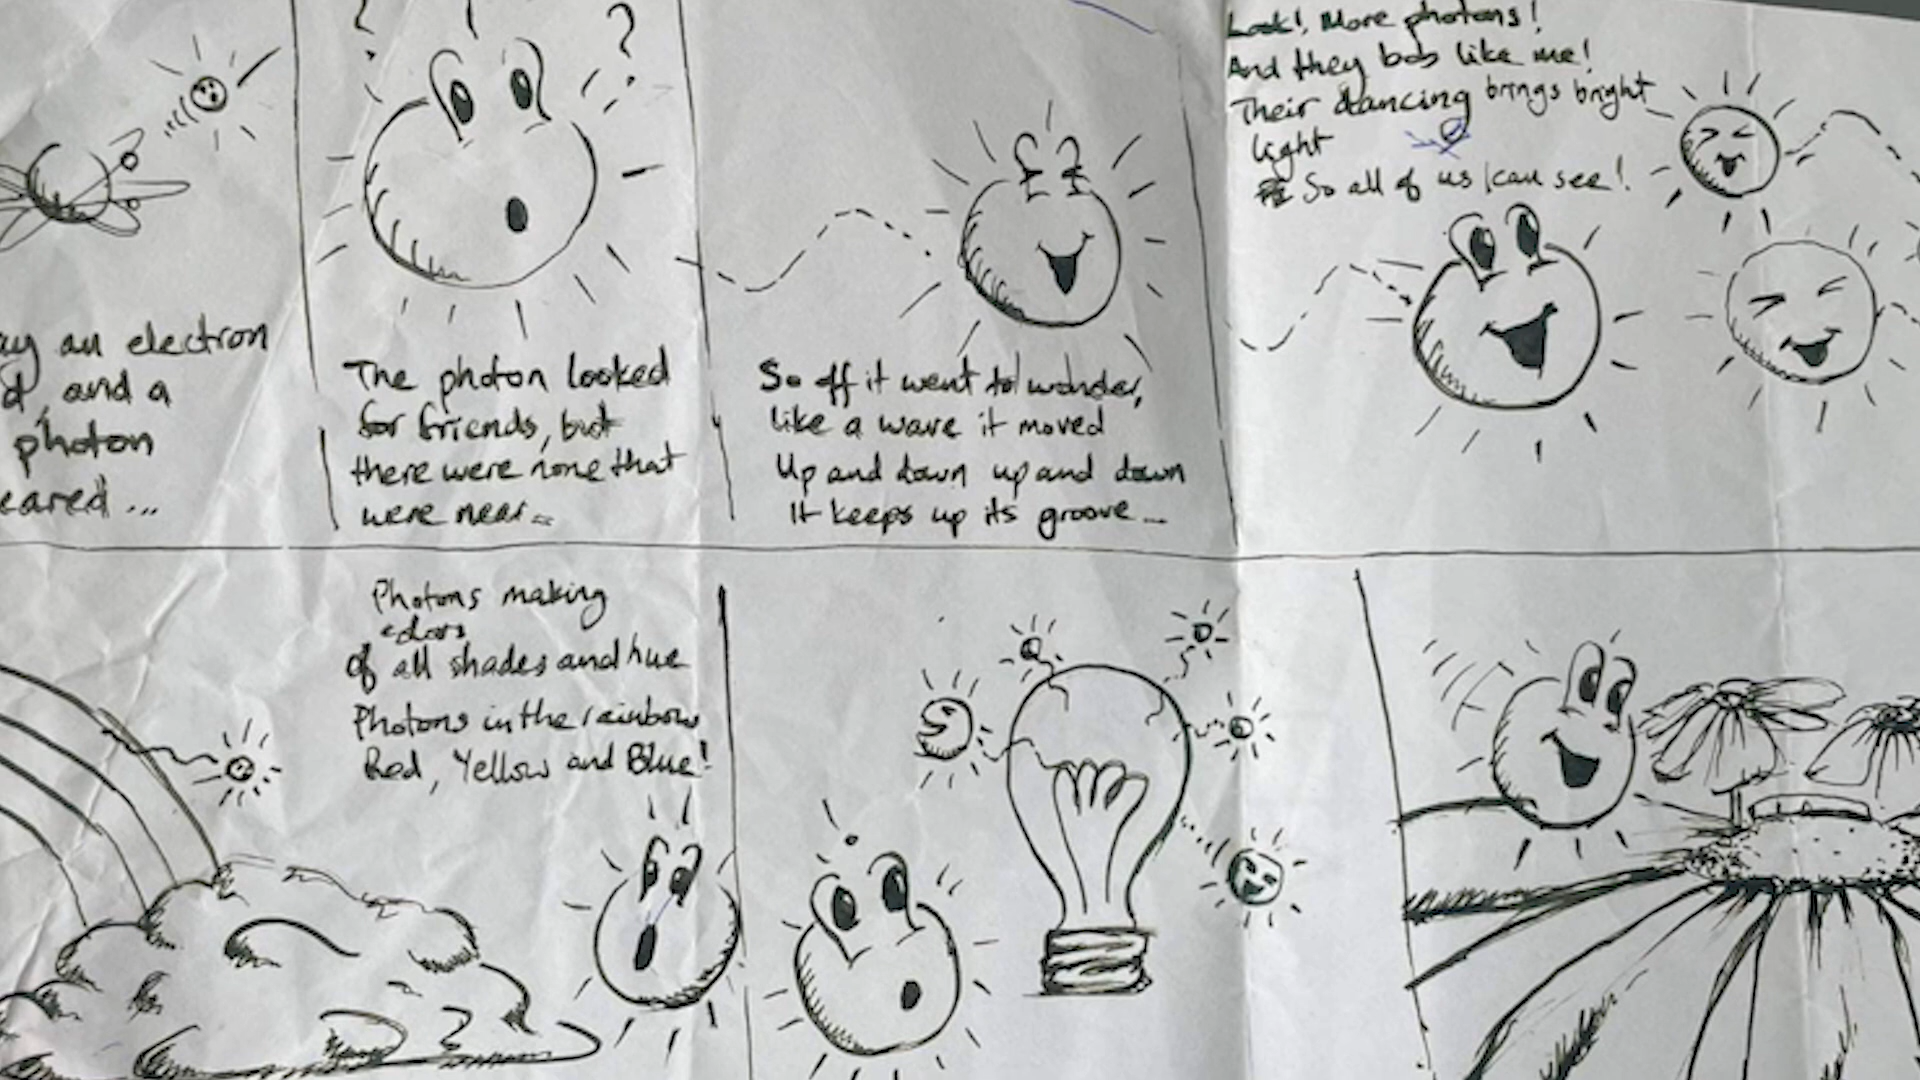 an electron
and a
photon
...
The photon looked
for friends, but
there were none that
were near...
So off it went to wander,
like a wave it moved
Up and down up and down
It keeps up its groove...
Look! More photons!
And they bob like me!
Their dancing brings bright
light
So all of us can see!
Photons making
colors
of all shades and hue
Photons in the rainbow
Red, Yellow and Blue!